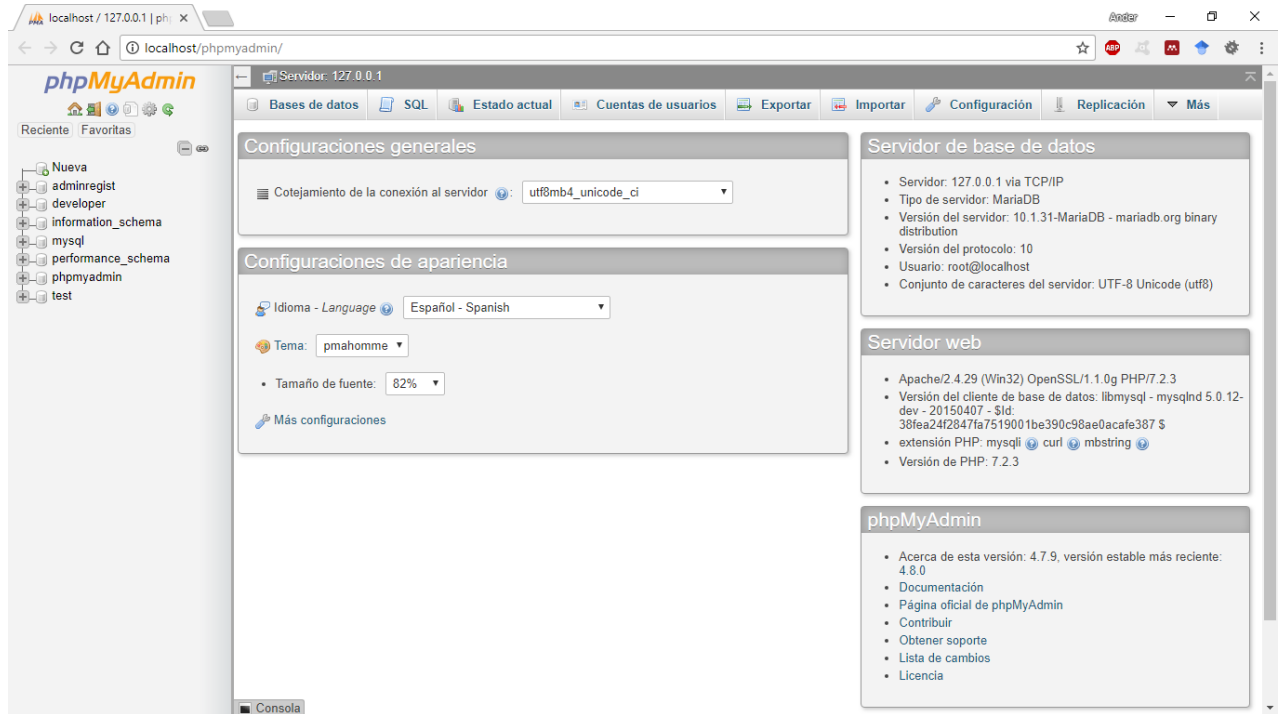 localhost / 127.0.0.1 | ph
Ander
localhost/phpmyadmin/
ABP
phpMyAdmin
Reciente Favoritas
Nueva
adminregist
developer
information_schema
mysql
performance_schema
phpmyadmin
test
Servidor: 127.0.0.1
Bases de datos SQL Estado actual Cuentas de usuarios Exportar Importar Configuración Replicación Más
Configuraciones generales
Cotejamiento de la conexión al servidor : utf8mb4_unicode_ci
Configuraciones de apariencia
Idioma - Language Español - Spanish
Tema: pmahomme
• Tamaño de fuente: 82%
Más configuraciones
Consola
Servidor de base de datos
• Servidor: 127.0.0.1 via TCP/IP
• Tipo de servidor: MariaDB
• Versión del servidor: 10.1.31-MariaDB - mariadb.org binary
distribution
• Versión del protocolo: 10
• Usuario: root@localhost
• Conjunto de caracteres del servidor: UTF-8 Unicode (utf8)
Servidor web
• Apache/2.4.29 (Win32) OpenSSL/1.1.0g PHP/7.2.3
• Versión del cliente de base de datos: libmysql - mysqlnd 5.0.12-
dev - 20150407 - $Id:
38fea24f2847fa7519001be390c98ae0acafe387 $
• extensión PHP: mysqli curl mbstring
• Versión de PHP: 7.2.3
phpMyAdmin
• Acerca de esta versión: 4.7.9, versión estable más reciente:
4.8.0
• Documentación
• Página oficial de phpMyAdmin
• Contribuir
• Obtener soporte
• Lista de cambios
• Licencia